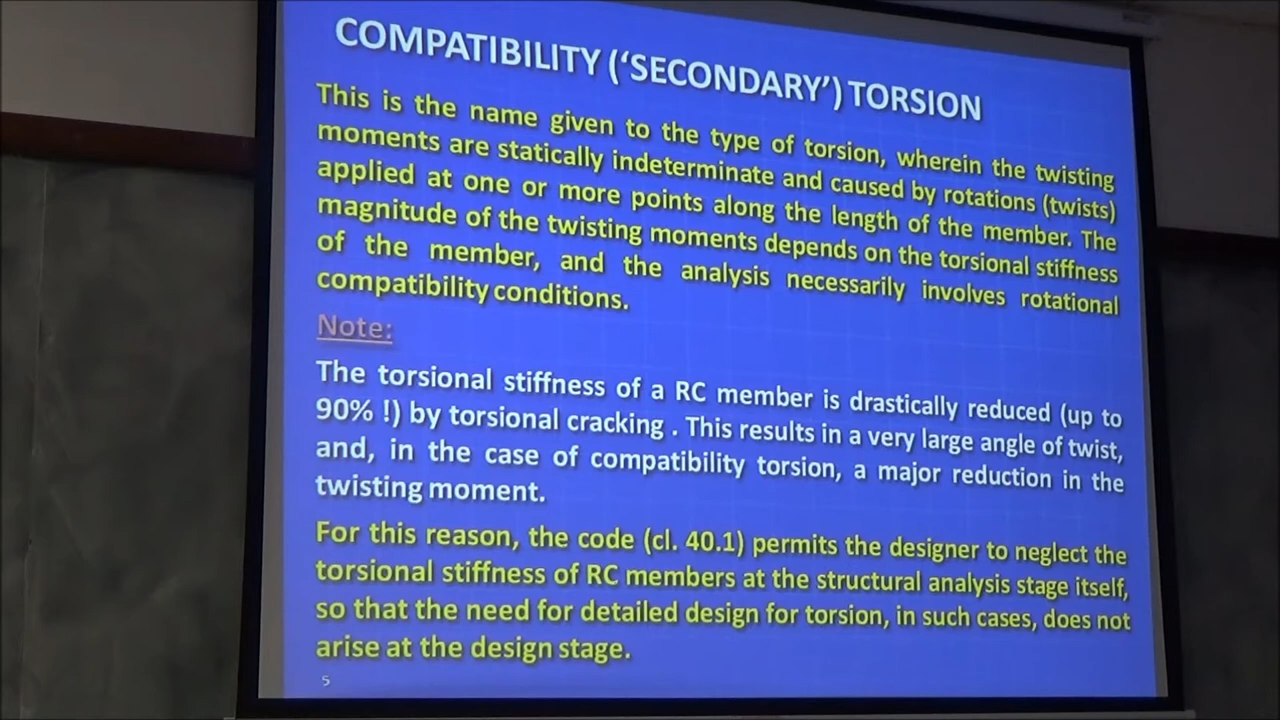 COMPATIBILITY (‘SECONDARY’) TORSION
This is the name given to the type of torsion, wherein the twisting
moments are statically indeterminate and caused by rotations (twists)
applied at one or more points along the length of the member. The
magnitude of the twisting moments depends on the torsional stiffness
of the member, and the analysis necessarily involves rotational
compatibility conditions.
Note:
The torsional stiffness of a RC member is drastically reduced (up to
90% !) by torsional cracking . This results in a very large angle of twist,
and, in the case of compatibility torsion, a major reduction in the
twisting moment.
For this reason, the code (cl. 40.1) permits the designer to neglect the
torsional stiffness of RC members at the structural analysis stage itself,
so that the need for detailed design for torsion, in such cases, does not
arise at the design stage.
5